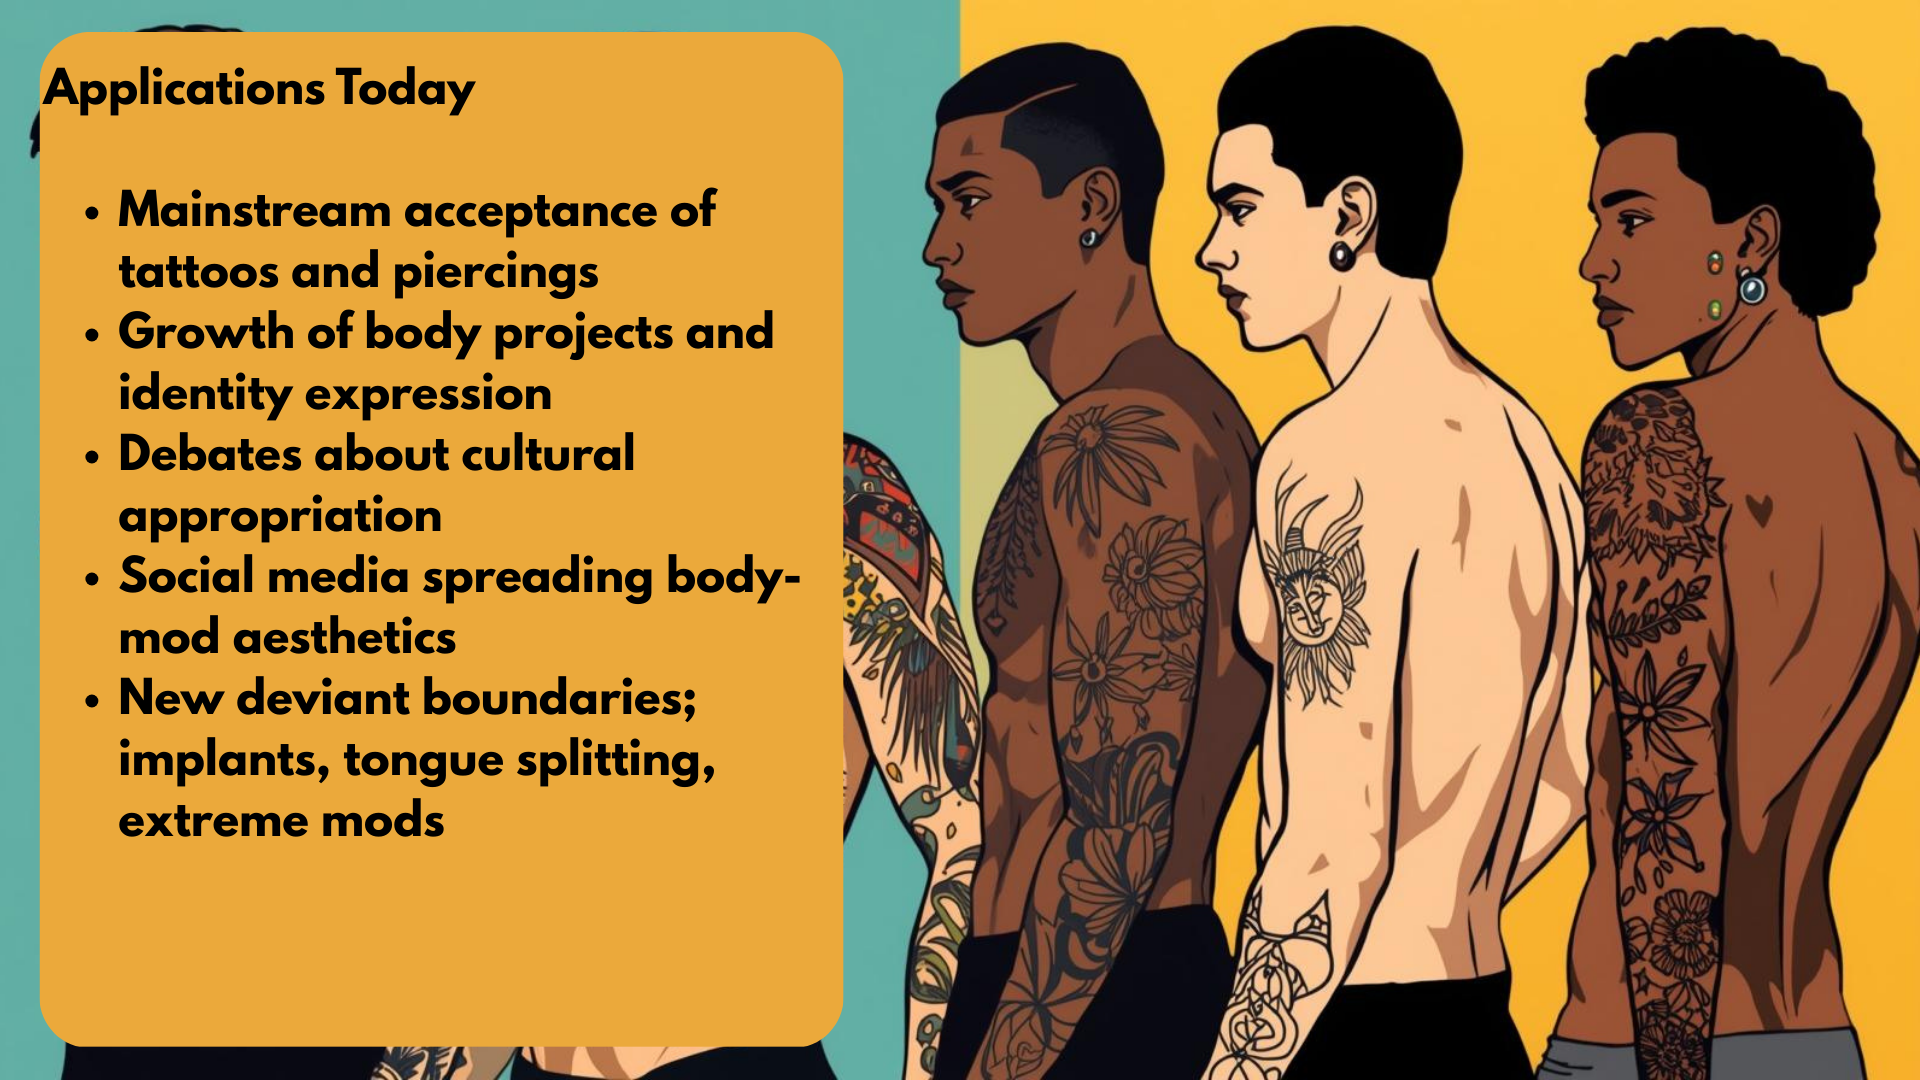 Applications Today
• Mainstream acceptance of
tattoos and piercings
• Growth of body projects and
identity expression
• Debates about cultural
appropriation
• Social media spreading body-
mod aesthetics
• New deviant boundaries;
implants, tongue splitting,
extreme mods